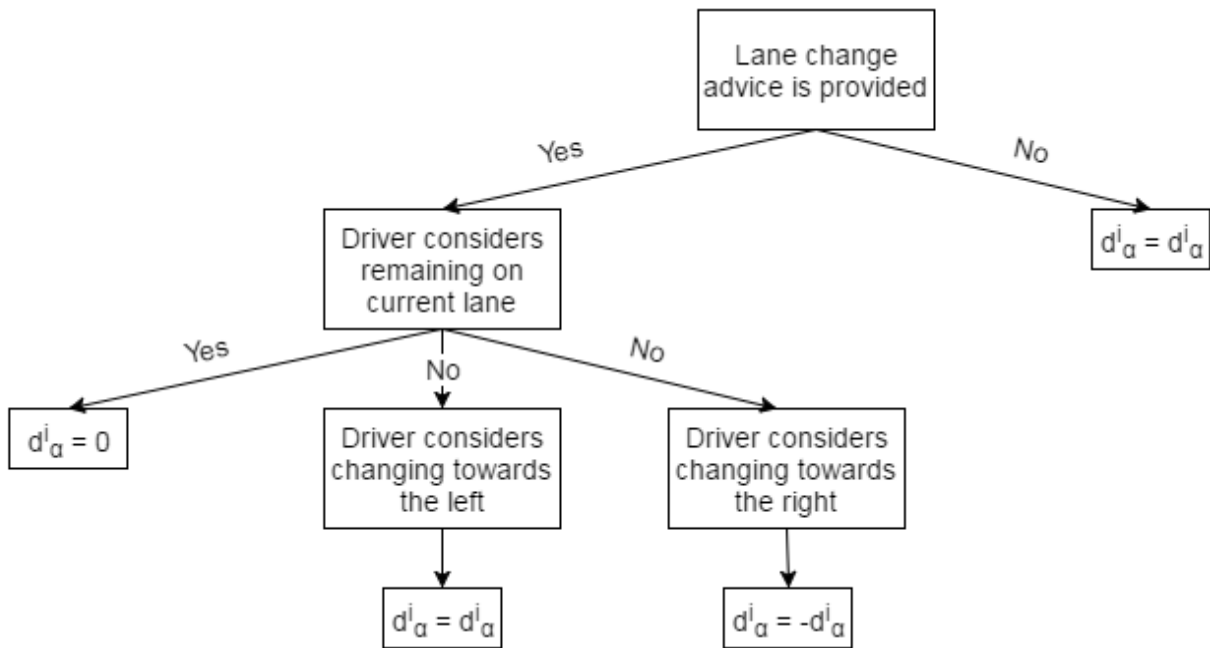 Lane change
advice is provided
Yes
No
Driver considers
remaining on
current lane
dⁱα = dⁱα
Yes
No
No
dⁱα = 0
Driver considers
changing towards
the left
Driver considers
changing towards
the right
dⁱα = dⁱα
dⁱα = -dⁱα